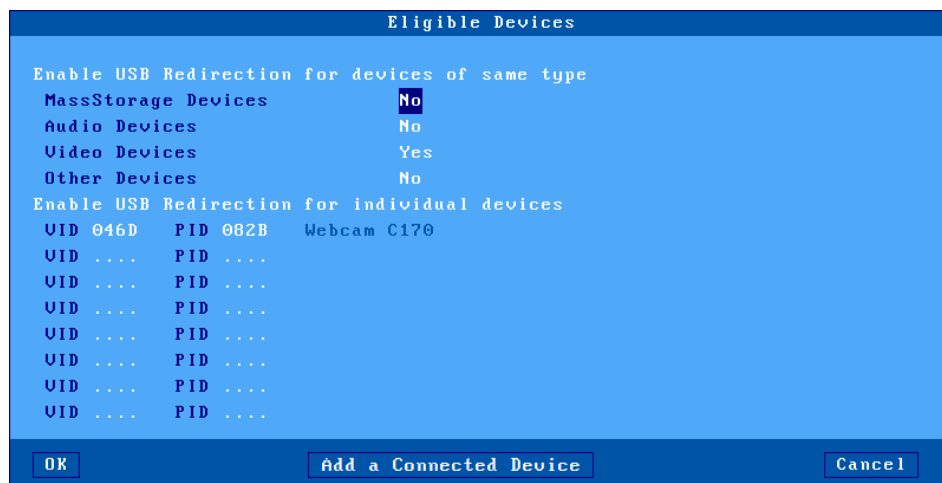 Eligible Devices
Enable USB Redirection for devices of same type
MassStorage Devices No
Audio Devices No
Video Devices Yes
Other Devices No
Enable USB Redirection for individual devices
VID 046D PID 082B Webcam C170
VID .... PID ....
VID .... PID ....
VID .... PID ....
VID .... PID ....
VID .... PID ....
VID .... PID ....
VID .... PID ....
OK Add a Connected Device Cancel